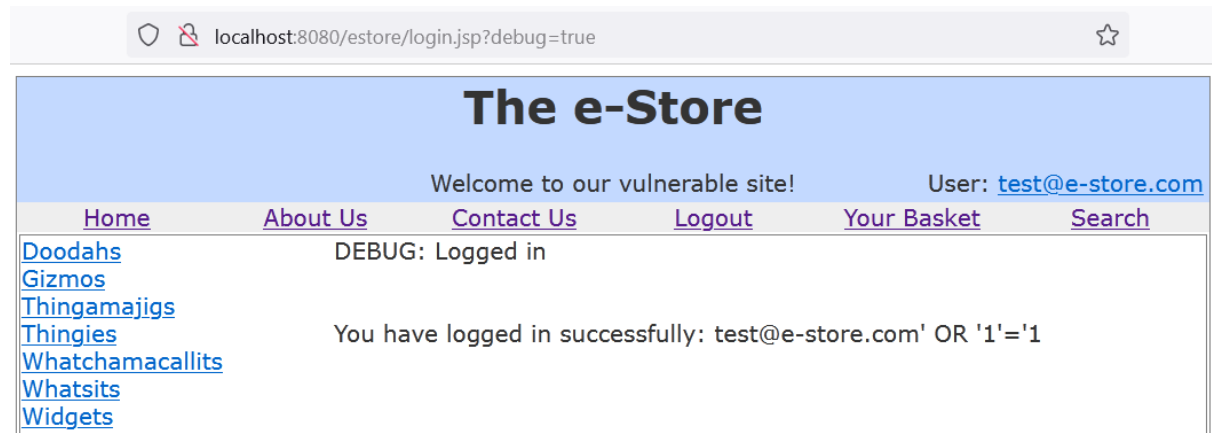 localhost:8080/estore/login.jsp?debug=true
The e-Store
Welcome to our vulnerable site! User: test@e-store.com
Home About Us Contact Us Logout Your Basket Search
Doodahs DEBUG: Logged in
Gizmos
Thingamajigs
Thingies You have logged in successfully: test@e-store.com' OR '1'='1
Whatchamacallits
Whatsits
Widgets